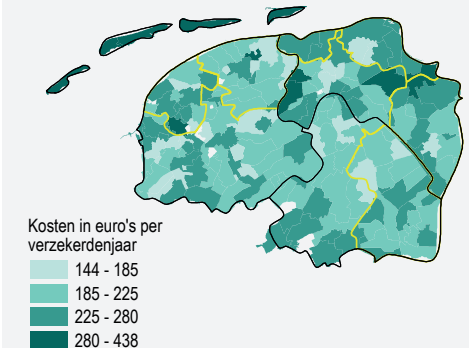 Kosten in euro's per
verzekerdenjaar
144 - 185
185 - 225
225 - 280
280 - 438